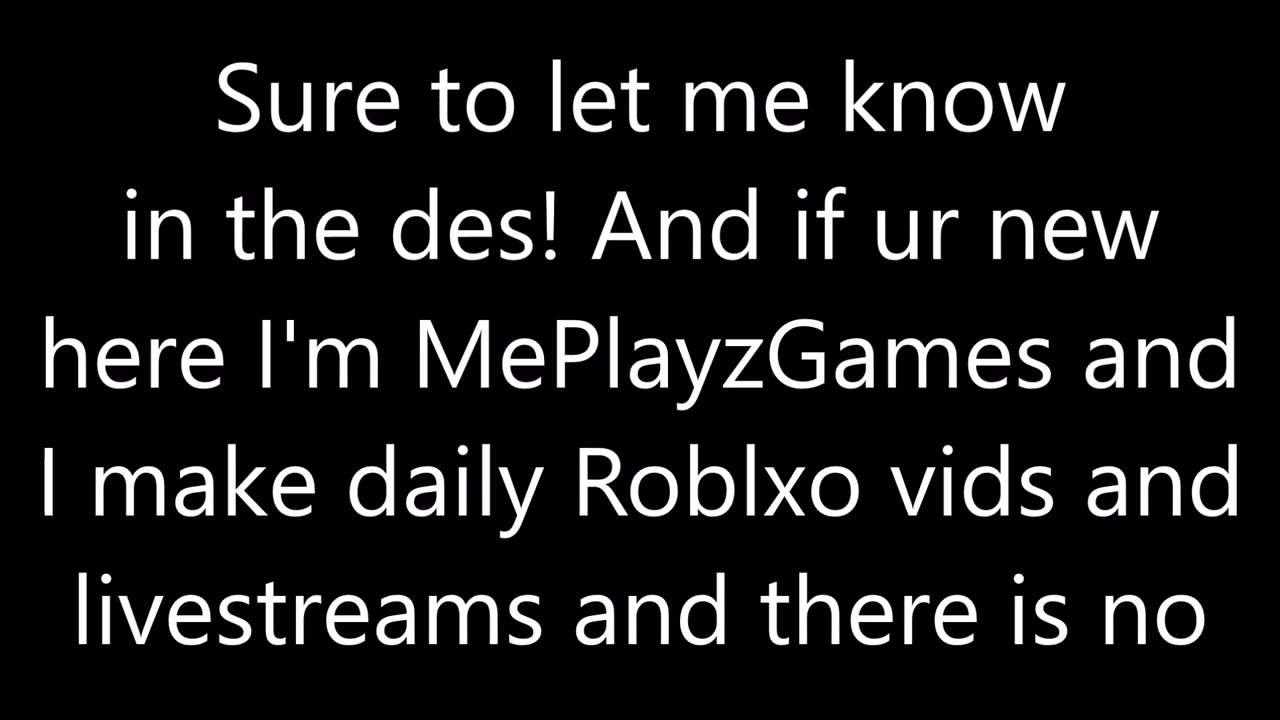 Sure to let me know
in the des! And if ur new
here I'm MePlayzGames and
I make daily Roblxo vids and
livestreams and there is no